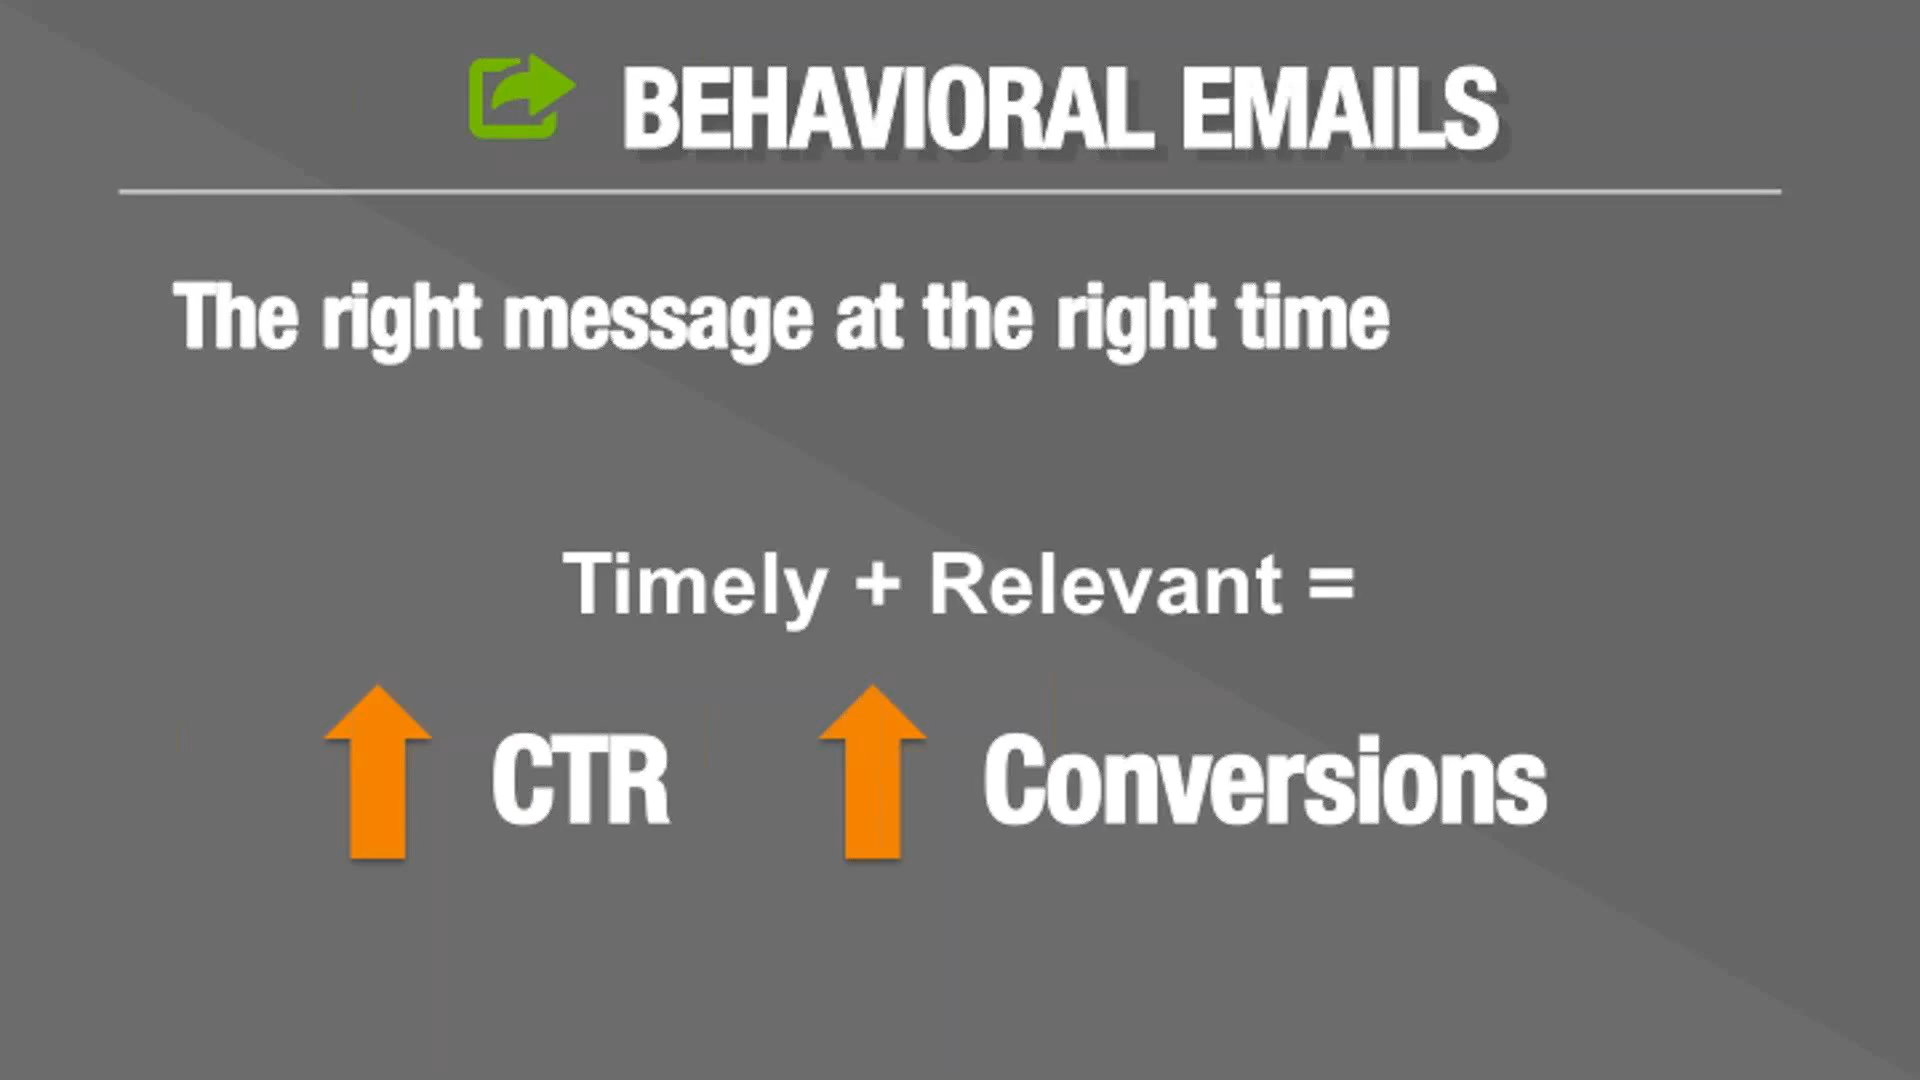 BEHAVIORAL EMAILS
The right message at the right time
Timely + Relevant =
CTR Conversions